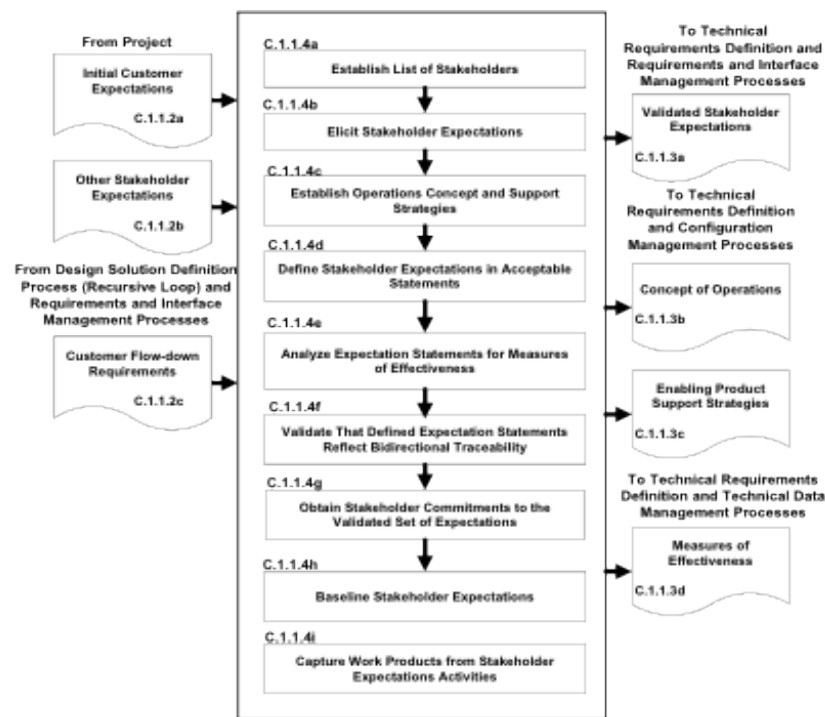 From Project
Initial Customer
Expectations
C.1.1.2a
Other Stakeholder
Expectations
C.1.1.2b
From Design Solution Definition
Process (Recursive Loop) and
Requirements and Interface
Management Processes
Customer Flow-down
Requirements
C.1.1.2c
C.1.1.4a
Establish List of Stakeholders
C.1.1.4b
Elicit Stakeholder Expectations
C.1.1.4c
Establish Operations Concept and Support
Strategies
C.1.1.4d
Define Stakeholder Expectations in Acceptable
Statements
C.1.1.4e
Analyze Expectation Statements for Measures
of Effectiveness
C.1.1.4f
Validate That Defined Expectation Statements
Reflect Bidirectional Traceability
C.1.1.4g
Obtain Stakeholder Commitments to the
Validated Set of Expectations
C.1.1.4h
Baseline Stakeholder Expectations
C.1.1.4i
Capture Work Products from Stakeholder
Expectations Activities
To Technical
Requirements Definition and
Requirements and Interface
Management Processes
Validated Stakeholder
Expectations
C.1.1.3a
To Technical
Requirements Definition
and Configuration
Management Processes
Concept of Operations
C.1.1.3b
Enabling Product
Support Strategies
C.1.1.3c
To Technical Requirements
Definition and Technical Data
Management Processes
Measures of
Effectiveness
C.1.1.3d